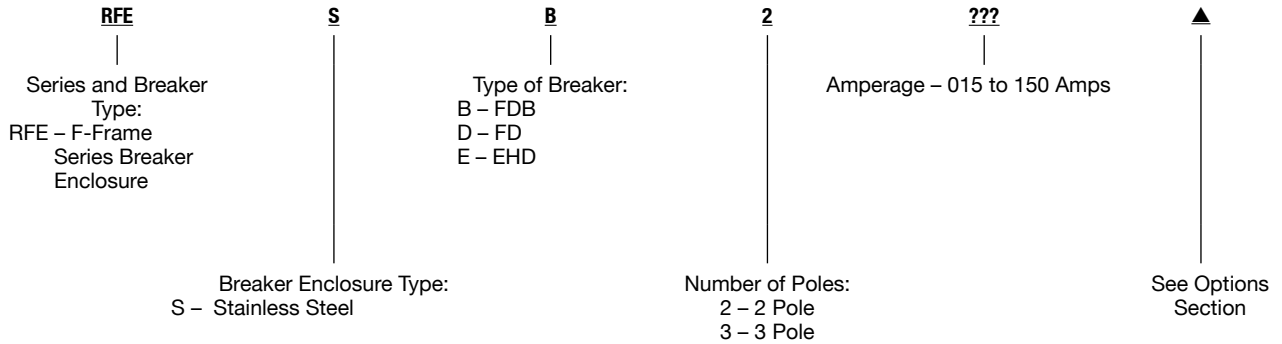 RFE S B 2 ??? ▲
Series and Breaker
Type:
RFE – F-Frame
Series Breaker
Enclosure
Type of Breaker:
B – FDB
D – FD
E – EHD
Amperage – 015 to 150 Amps
Breaker Enclosure Type:
S – Stainless Steel
Number of Poles:
2 – 2 Pole
3 – 3 Pole
See Options
Section